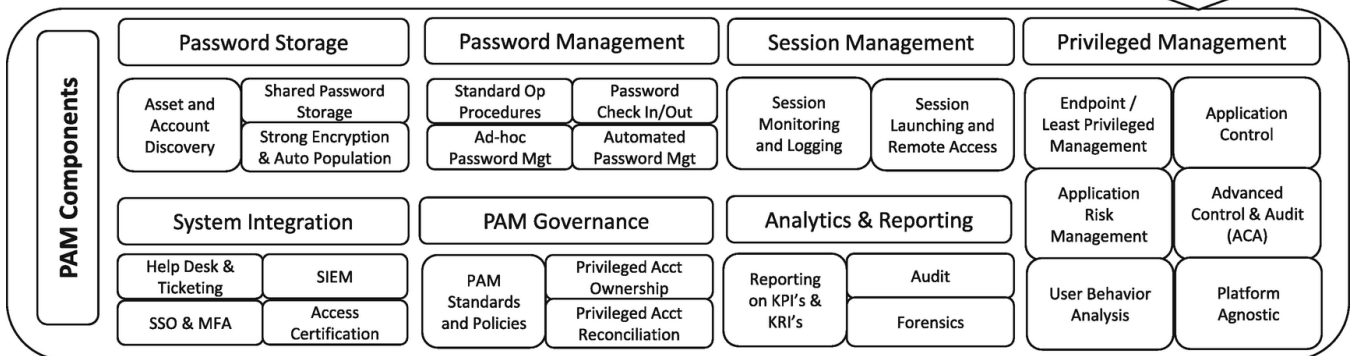 PAM Components
Password Storage
Asset and
Account
Discovery
Shared Password
Storage
Strong Encryption
& Auto Population
Password Management
Standard Op
Procedures
Password
Check In/Out
Ad-hoc
Password Mgt
Automated
Password Mgt
Session Management
Session
Monitoring
and Logging
Session
Launching and
Remote Access
Privileged Management
Endpoint /
Least Privileged
Management
Application
Control
Application
Risk
Management
Advanced
Control & Audit
(ACA)
User Behavior
Analysis
Platform
Agnostic
System Integration
Help Desk &
Ticketing
SIEM
SSO & MFA
Access
Certification
PAM Governance
PAM
Standards
and Policies
Privileged Acct
Ownership
Privileged Acct
Reconciliation
Analytics & Reporting
Reporting
on KPI's &
KRI's
Audit
Forensics